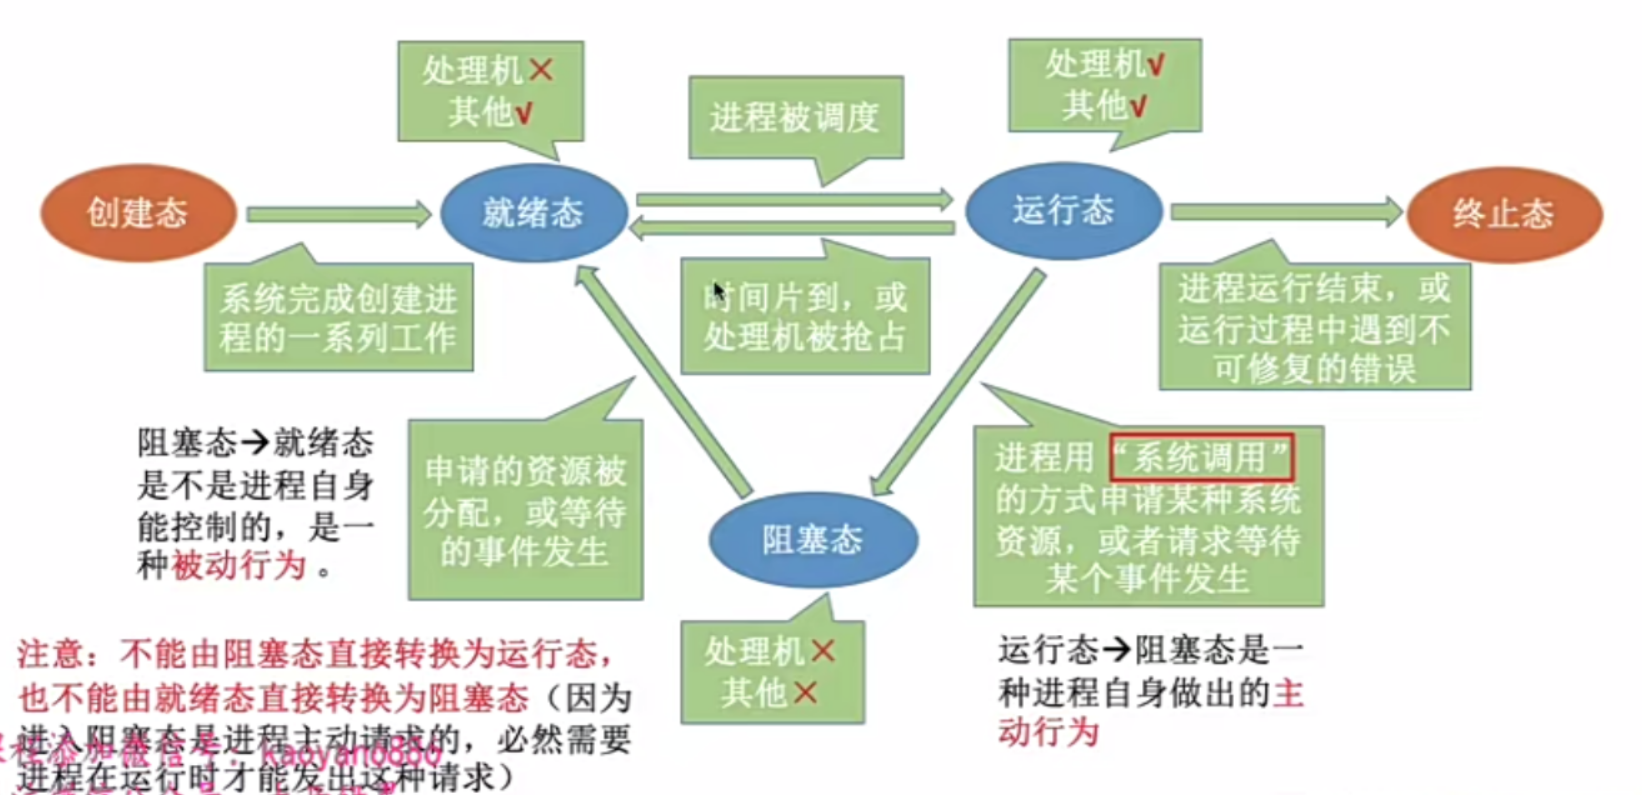 处理机×
其他√
进程被调度
处理机√
其他√
创建态
就绪态
运行态
终止态
系统完成创建进
程的一系列工作
时间片到，或
处理机被抢占
进程运行结束，或
运行过程中遇到不
可修复的错误
阻塞态→就绪态
是不是进程自身
能控制的，是一
种被动行为。
申请的资源被
分配，或等待
的事件发生
进程用“系统调用”
的方式申请某种系统
资源，或者请求等待
某个事件发生
阻塞态
处理机×
其他×
运行态→阻塞态是一
种进程自身做出的主
动行为
注意：不能由阻塞态直接转换为运行态，
也不能由就绪态直接转换为阻塞态（因为
进入阻塞态是进程主动请求的，必然需要
进程在运行时才能发出这种请求）